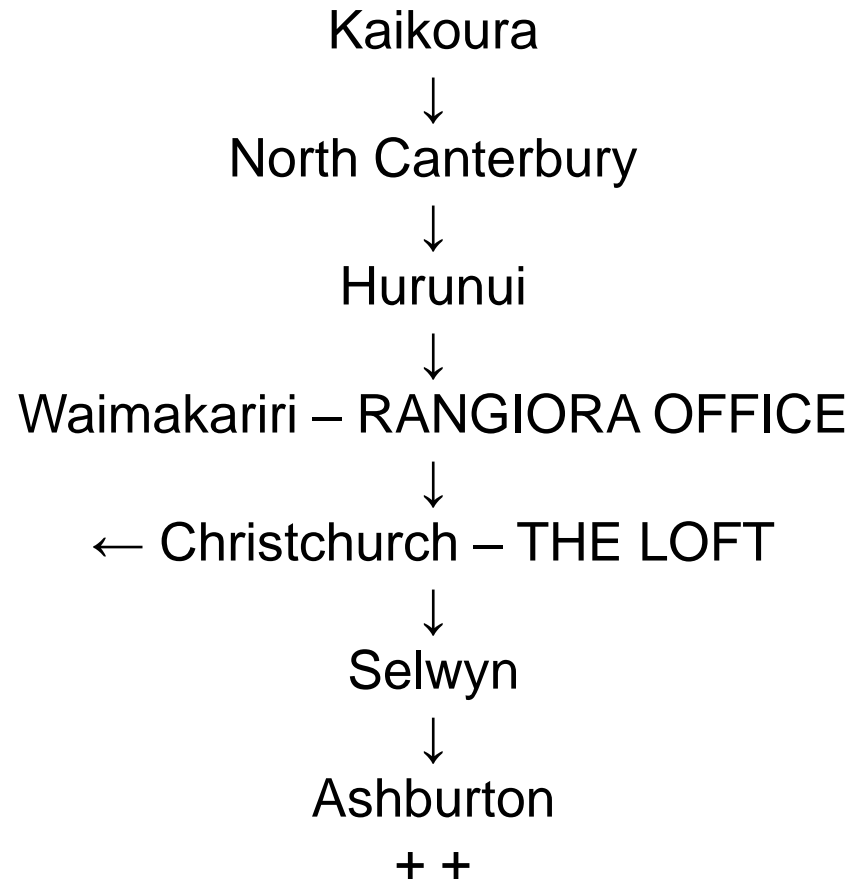 Kaikoura
↓
North Canterbury
↓
Hurunui
↓
Waimakariri – RANGIORA OFFICE
↓
← Christchurch – THE LOFT
↓
Selwyn
↓
Ashburton
+ +